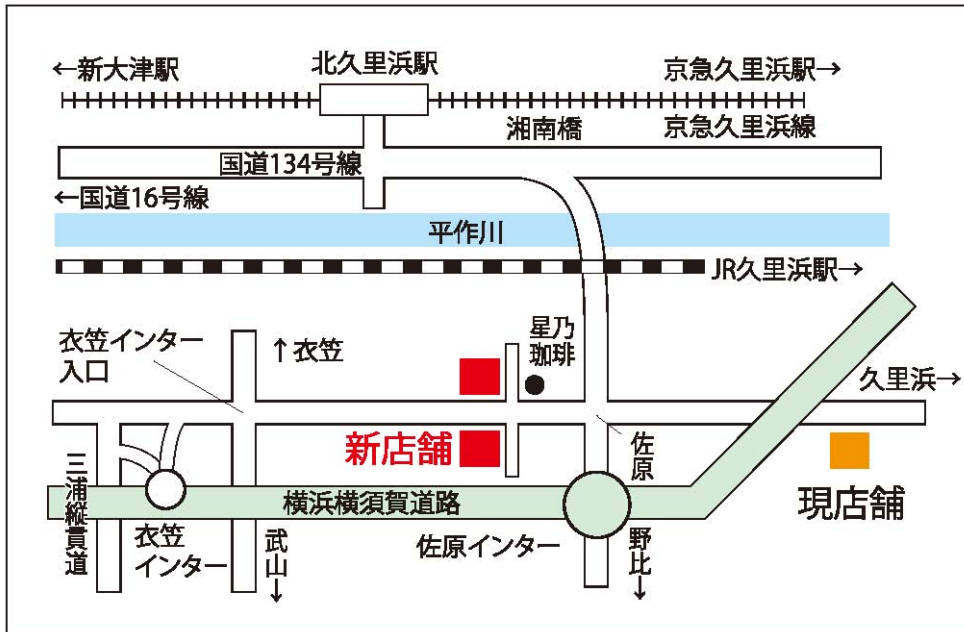 ←新大津駅
北久里浜駅
京急久里浜駅→
湘南橋
京急久里浜線
国道134号線
←国道16号線
平作川
JR久里浜駅→
衣笠インター
入口
↑衣笠
星乃
珈琲
久里浜→
新店舗
佐原
三浦縦貫道
横浜横須賀道路
現店舗
衣笠
インター
武山→
佐原インター
野比→